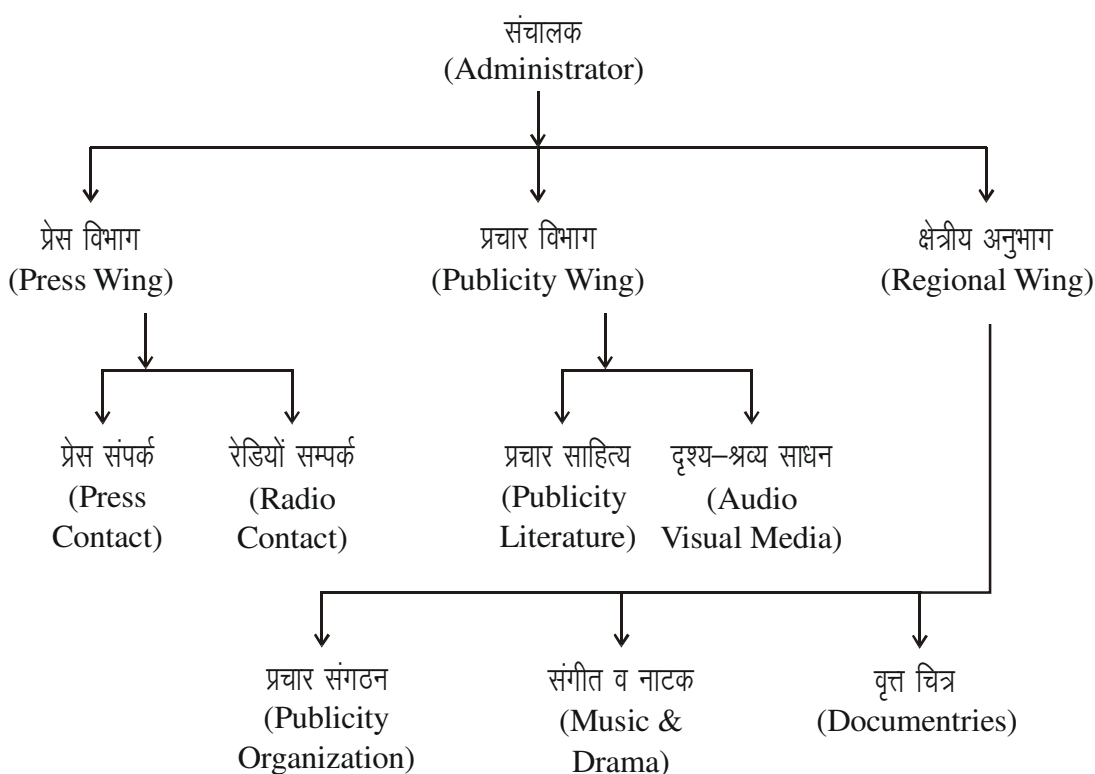 संचालक
(Administrator)
प्रेस विभाग
(Press Wing)
प्रचार विभाग
(Publicity Wing)
क्षेत्रीय अनुभाग
(Regional Wing)
प्रेस संपर्क
(Press
Contact)
रेडियों सम्पर्क
(Radio
Contact)
प्रचार साहित्य
(Publicity
Literature)
दृश्य–श्रव्य साधन
(Audio
Visual Media)
प्रचार संगठन
(Publicity
Organization)
संगीत व नाटक
(Music &
Drama)
वृत्त चित्र
(Documentries)